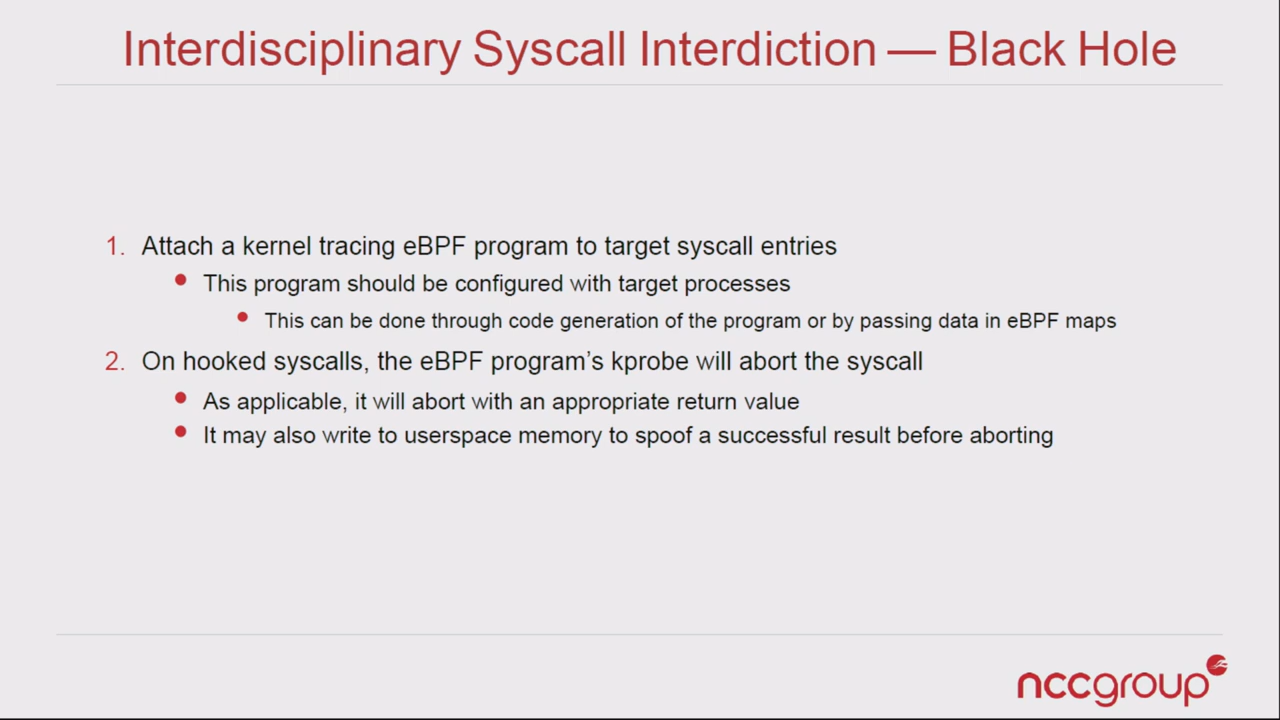 Interdisciplinary Syscall Interdiction — Black Hole
1. Attach a kernel tracing eBPF program to target syscall entries
• This program should be configured with target processes
• This can be done through code generation of the program or by passing data in eBPF maps
2. On hooked syscalls, the eBPF program’s kprobe will abort the syscall
• As applicable, it will abort with an appropriate return value
• It may also write to userspace memory to spoof a successful result before aborting
nccgroup